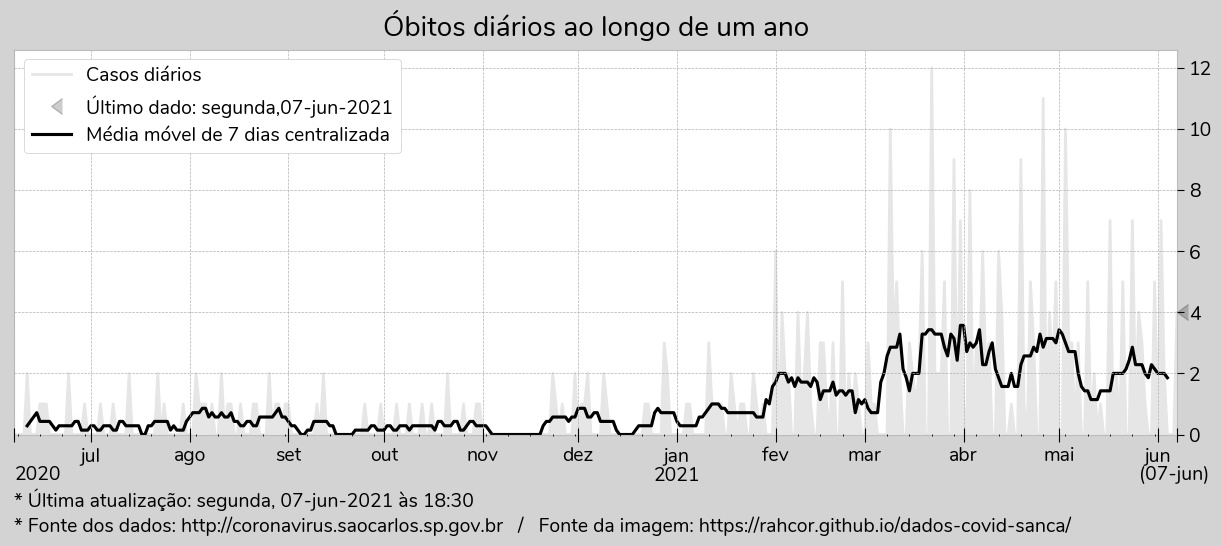 Óbitos diários ao longo de um ano
Casos diários
Último dado: segunda,07-jun-2021
Média móvel de 7 dias centralizada
12
10
8
6
4
2
0
jul ago set out nov dez jan fev mar abr mai jun
2020 2021 (07-jun)
* Última atualização: segunda, 07-jun-2021 às 18:30
* Fonte dos dados: http://coronavirus.saocarlos.sp.gov.br / Fonte da imagem: https://rahcor.github.io/dados-covid-sanca/